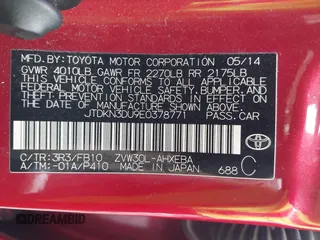 MFD.BY:TOYOTA MOTOR CORPORATION 05/14
GVWR 4010LB GAWR FR 2270LB RR 2175LB
THIS VEHICLE CONFORMS TO ALL APPLICABLE
FEDERAL MOTOR VEHICLE SAFETY, BUMPER, AND
THEFT PREVENTION STANDARDS IN EFFECT ON
THE DATE OF MANUFACTURE SHOWN ABOVE.
JTDKN3DU9E0378771 PASS.CAR
C/TR:3R3/FB10 ZVW30L-AHXEBA
A/TM:-01A/P410 MADE IN JAPAN 688 C
DREAMBID